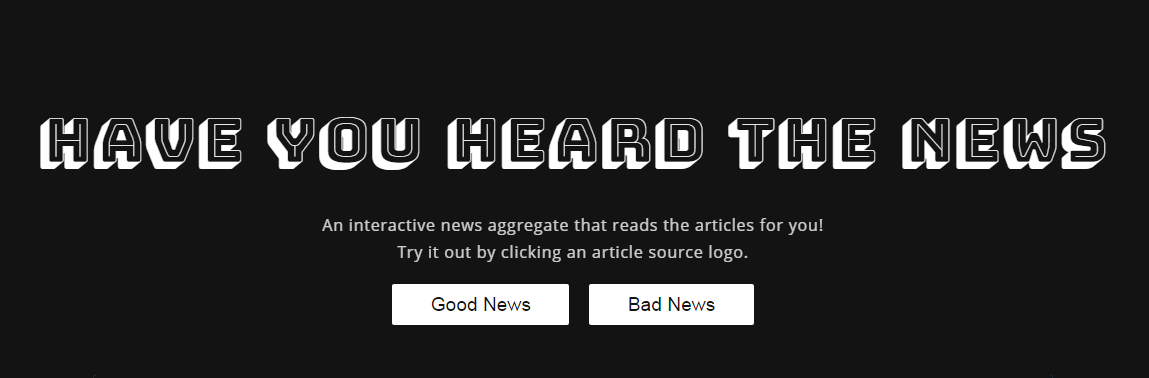 HAVE YOU HEARD THE NEWS
An interactive news aggregate that reads the articles for you!
Try it out by clicking an article source logo.
Good News Bad News